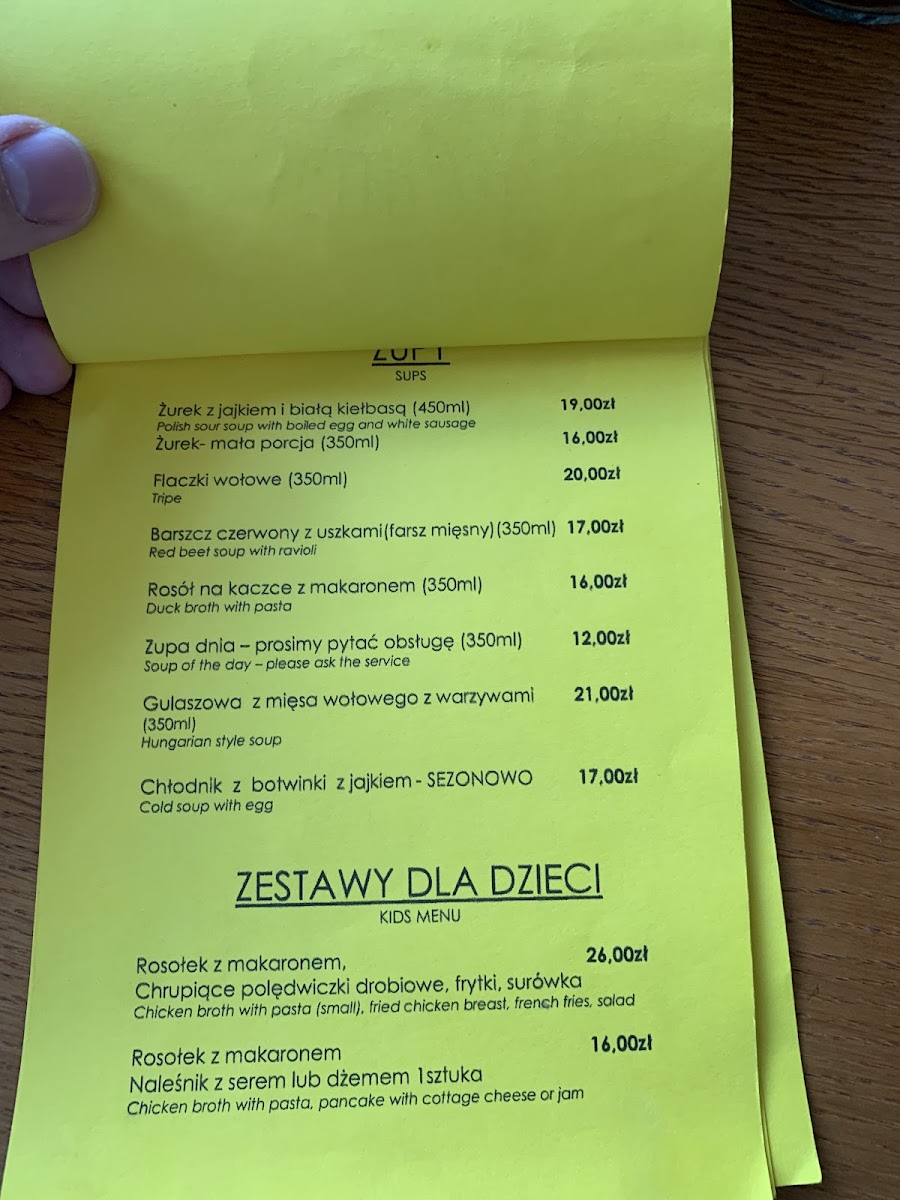 ZUPY
SUPS
Żurek z jajkiem i białą kiełbasą (450ml) 19,00zł
Polish sour soup with boiled egg and white sausage
Żurek- mała porcja (350ml) 16,00zł
Flaczki wołowe (350ml) 20,00zł
Tripe
Barszcz czerwony z uszkami(farsz mięsny)(350ml) 17,00zł
Red beet soup with ravioli
Rosół na kaczce z makaronem (350ml) 16,00zł
Duck broth with pasta
Zupa dnia – prosimy pytać obsługę (350ml) 12,00zł
Soup of the day – please ask the service
Gulaszowa z mięsa wołowego z warzywami 21,00zł
(350ml)
Hungarian style soup
Chłodnik z botwinki z jajkiem - SEZONOWO 17,00zł
Cold soup with egg
ZESTAWY DLA DZIECI
KIDS MENU
Rosołek z makaronem, 26,00zł
Chrupiące polędwiczki drobiowe, frytki, surówka
Chicken broth with pasta (small), fried chicken breast, french fries, salad
Rosołek z makaronem 16,00zł
Naleśnik z serem lub dżemem 1sztuka
Chicken broth with pasta, pancake with cottage cheese or jam